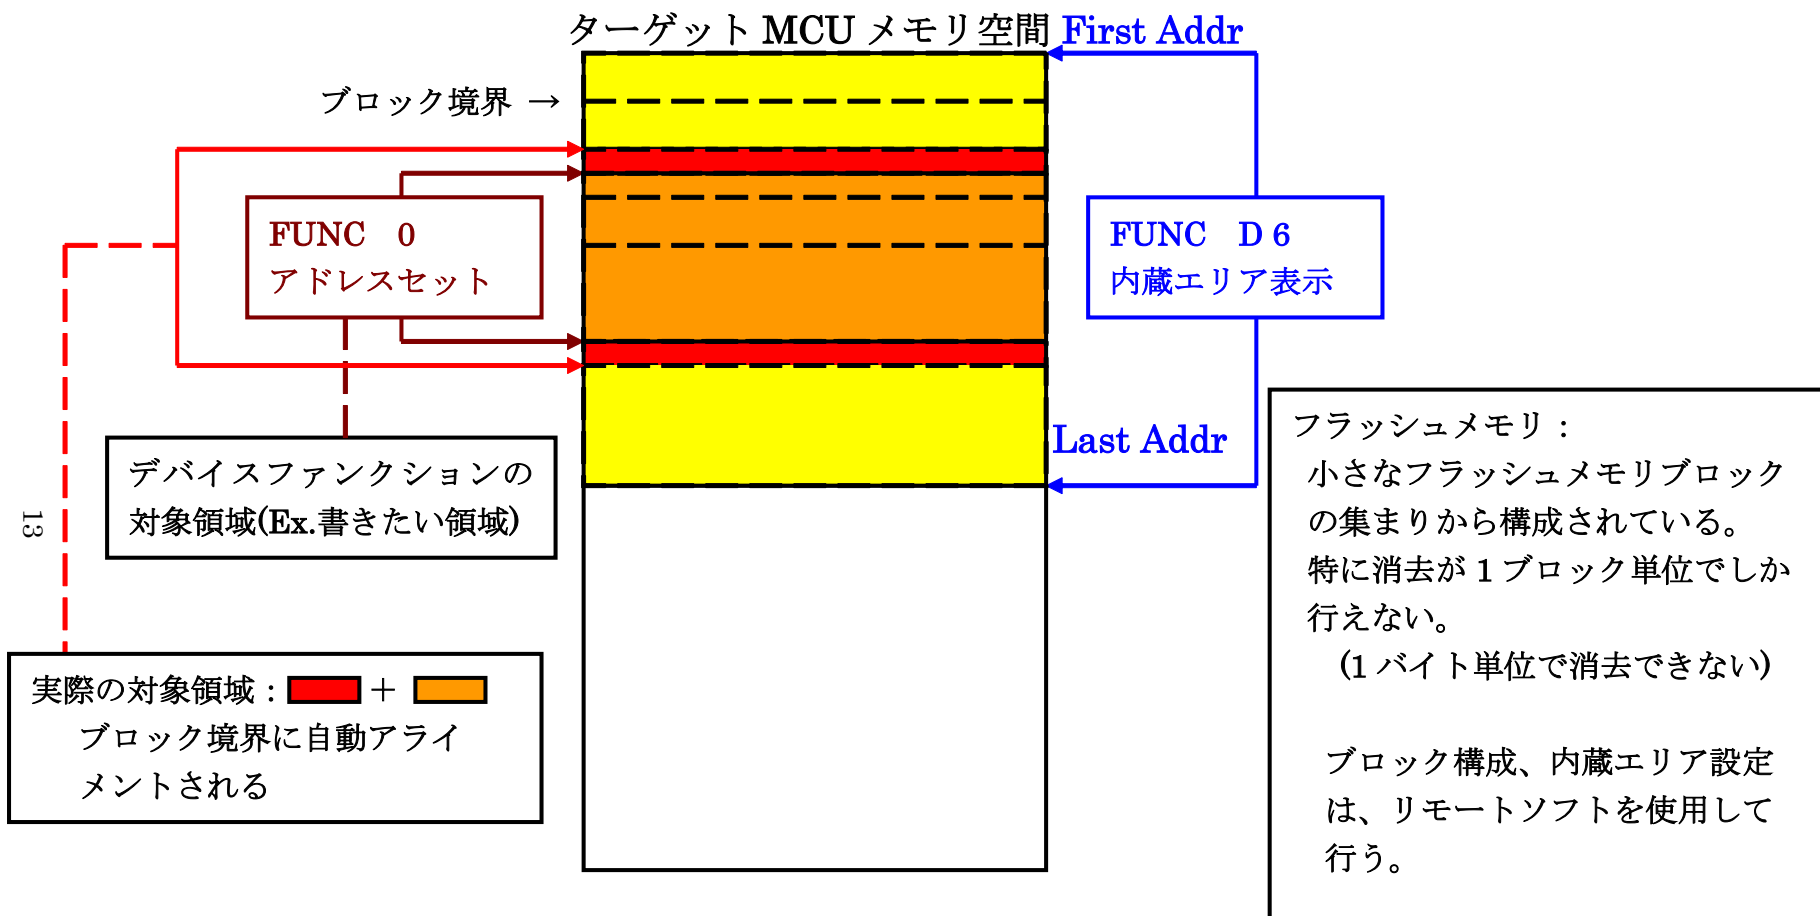 ターゲット MCU メモリ空間
First Addr
ブロック境界 →
FUNC 0
アドレスセット
FUNC D 6
内蔵エリア表示
Last Addr
デバイスファンクションの
対象領域(Ex.書きたい領域)
13
実際の対象領域 : ＋
ブロック境界に自動アライ
メントされる
フラッシュメモリ :
小さなフラッシュメモリブロック
の集まりから構成されている。
特に消去が 1 ブロック単位でしか
行えない。
(1 バイト単位で消去できない)
ブロック構成、内蔵エリア設定
は、リモートソフトを使用して
行う。